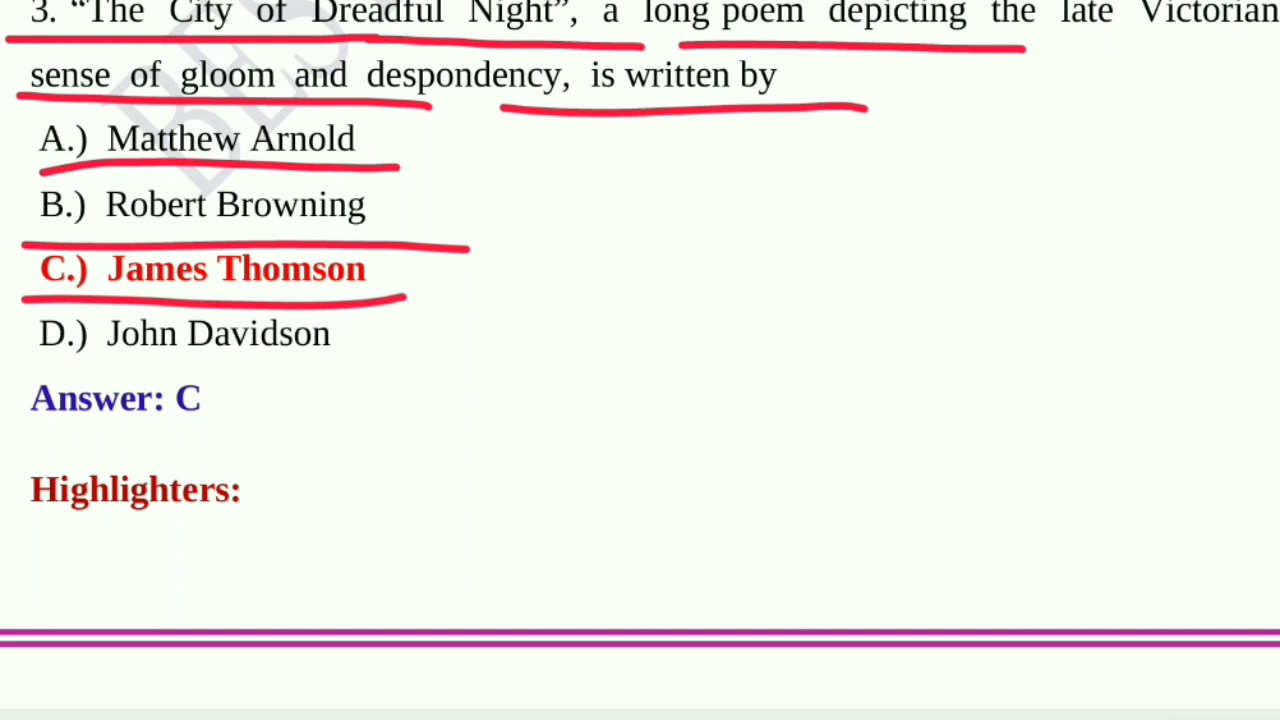 3. “The City of Dreadful Night”, a long poem depicting the late Victorian
sense of gloom and despondency, is written by
A.) Matthew Arnold
B.) Robert Browning
C.) James Thomson
D.) John Davidson
Answer: C
Highlighters: